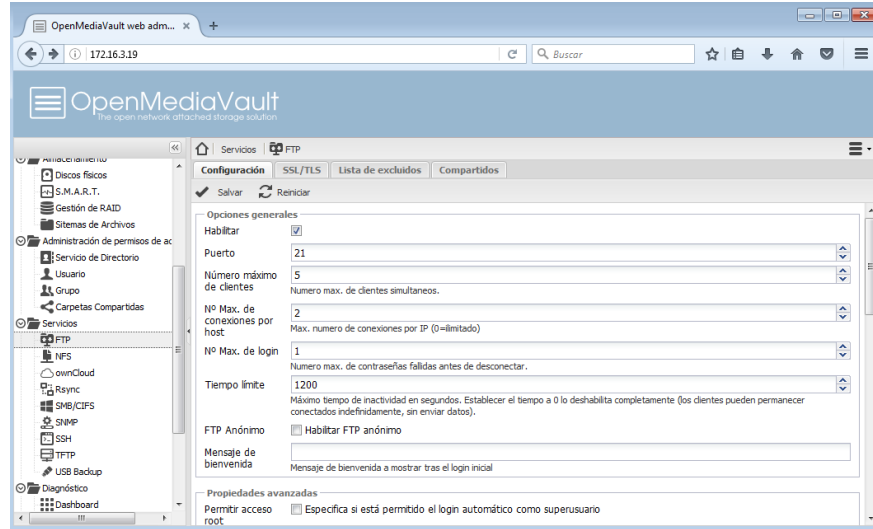 OpenMediaVault web adm...
172.16.3.19
Buscar
OpenMediaVault
The open network attached storage solution
Servicios FTP
Almacenamiento
Discos físicos
S.M.A.R.T.
Gestión de RAID
Sitemas de Archivos
Administración de permisos de ac
Servicio de Directorio
Usuario
Grupo
Carpetas Compartidas
Servicios
FTP
NFS
ownCloud
Rsync
SMB/CIFS
SNMP
SSH
TFTP
USB Backup
Diagnóstico
Dashboard
Configuración SSL/TLS Lista de excluidos Compartidos
Salvar Reiniciar
Opciones generales
Habilitar
Puerto 21
Número máximo 5
de clientes
Numero max. de clientes simultaneos.
Nº Max. de
conexiones por 2
host
Max. numero de conexiones por IP (0=ilimitado)
Nº Max. de login 1
Numero max. de contraseñas fallidas antes de desconectar.
Tiempo límite 1200
Máximo tiempo de inactividad en segundos. Establecer el tiempo a 0 lo deshabilita completamente (los clientes pueden permanecer
conectados indefinidamente, sin enviar datos).
FTP Anónimo Habilitar FTP anónimo
Mensaje de
bienvenida
Mensaje de bienvenida a mostrar tras el login inicial
Propiedades avanzadas
Permitir acceso Especifica si está permitido el login automático como superusuario
root